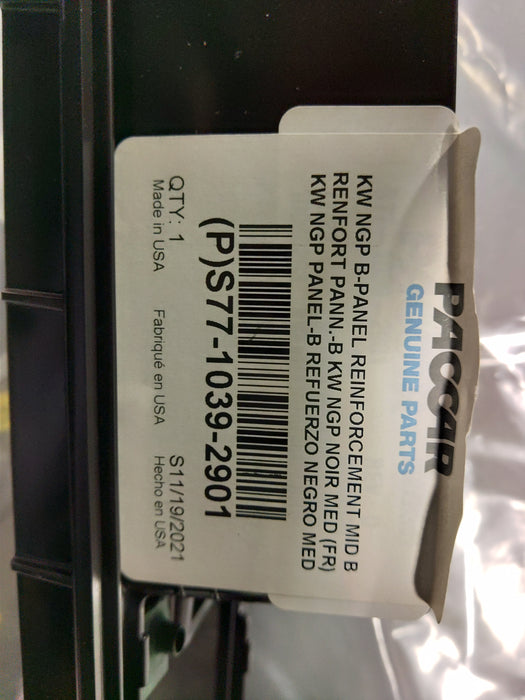 PACCAR
GENUINE PARTS
KW NGP B-PANEL REINFORCEMENT MID B
RENFORT PANN.-B KW NGP NOIR MED (FR)
KW NGP PANEL-B REFUERZO NEGRO MED
(P)S77-1039-2901
QTY: 1 S11/19/2021
Made in USA Fabriqué en USA Hecho en USA